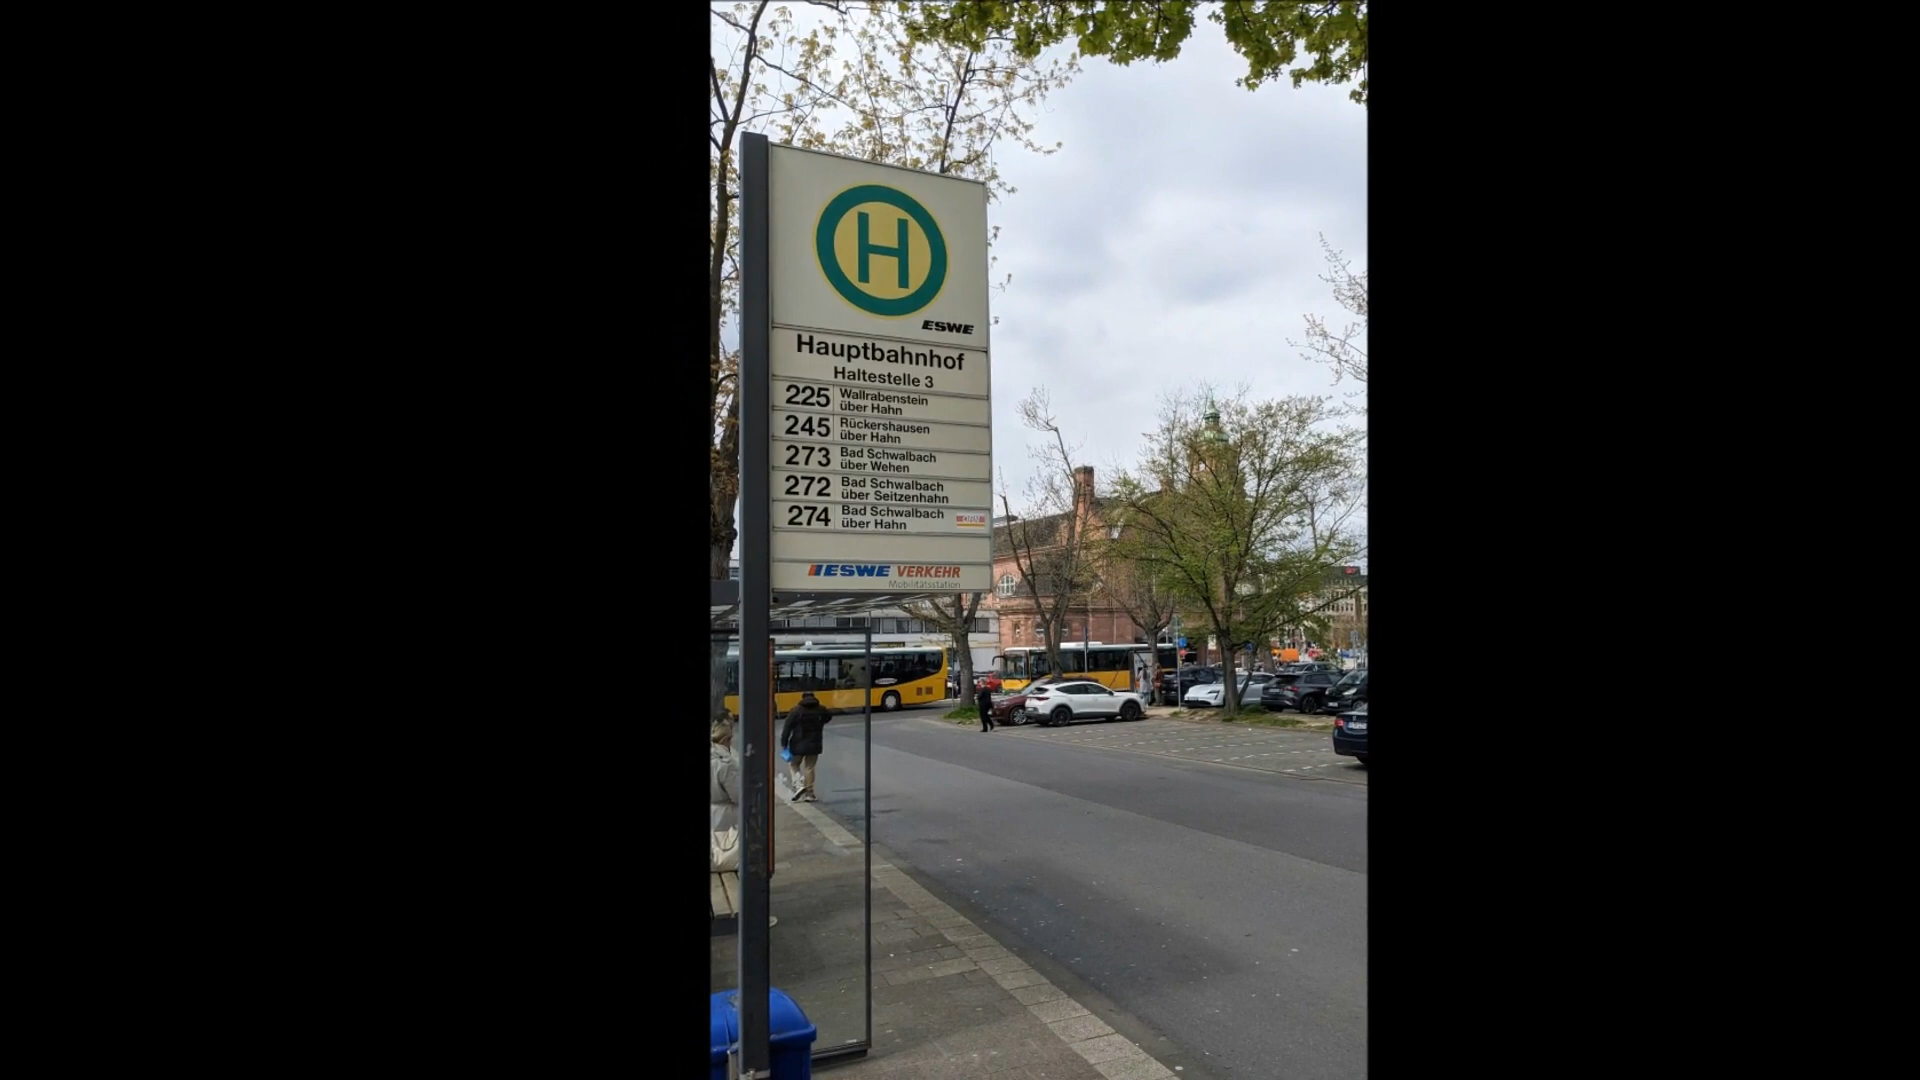 H
ESWE
Hauptbahnhof
Haltestelle 3
225 Wallrabenstein
über Hahn
245 Rückershausen
über Hahn
273 Bad Schwalbach
über Wehen
272 Bad Schwalbach
über Seitzenhahn
274 Bad Schwalbach
über Hahn
ESWE VERKEHR
Mobilitätsstation